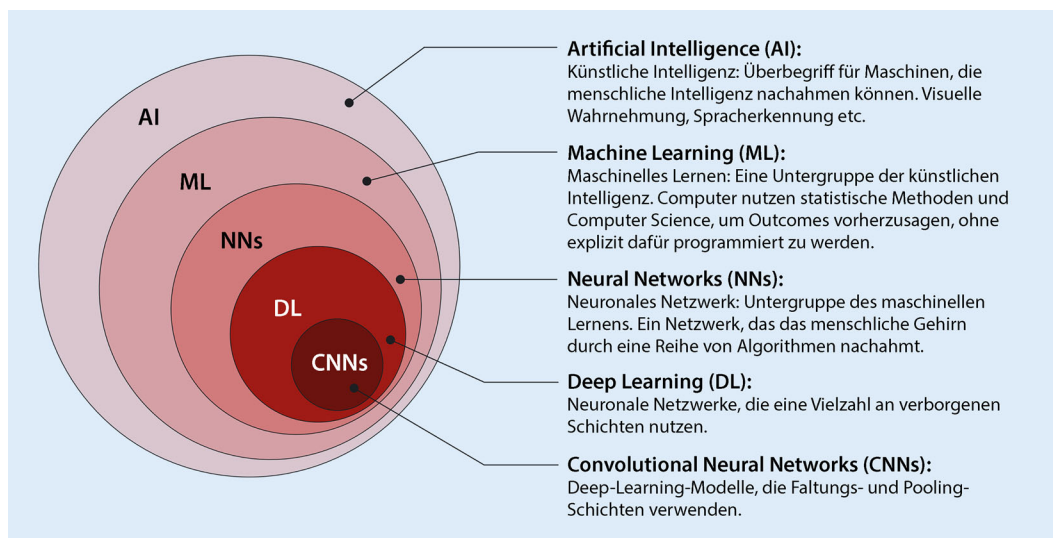 AI
ML
NNs
DL
CNNs
Artificial Intelligence (AI):
Künstliche Intelligenz: Überbegriff für Maschinen, die
menschliche Intelligenz nachahmen können. Visuelle
Wahrnehmung, Spracherkennung etc.
Machine Learning (ML):
Maschinelles Lernen: Eine Untergruppe der künstlichen
Intelligenz. Computer nutzen statistische Methoden und
Computer Science, um Outcomes vorherzusagen, ohne
explizit dafür programmiert zu werden.
Neural Networks (NNs):
Neuronales Netzwerk: Untergruppe des maschinellen
Lernens. Ein Netzwerk, das das menschliche Gehirn
durch eine Reihe von Algorithmen nachahmt.
Deep Learning (DL):
Neuronale Netzwerke, die eine Vielzahl an verborgenen
Schichten nutzen.
Convolutional Neural Networks (CNNs):
Deep-Learning-Modelle, die Faltungs- und Pooling-
Schichten verwenden.